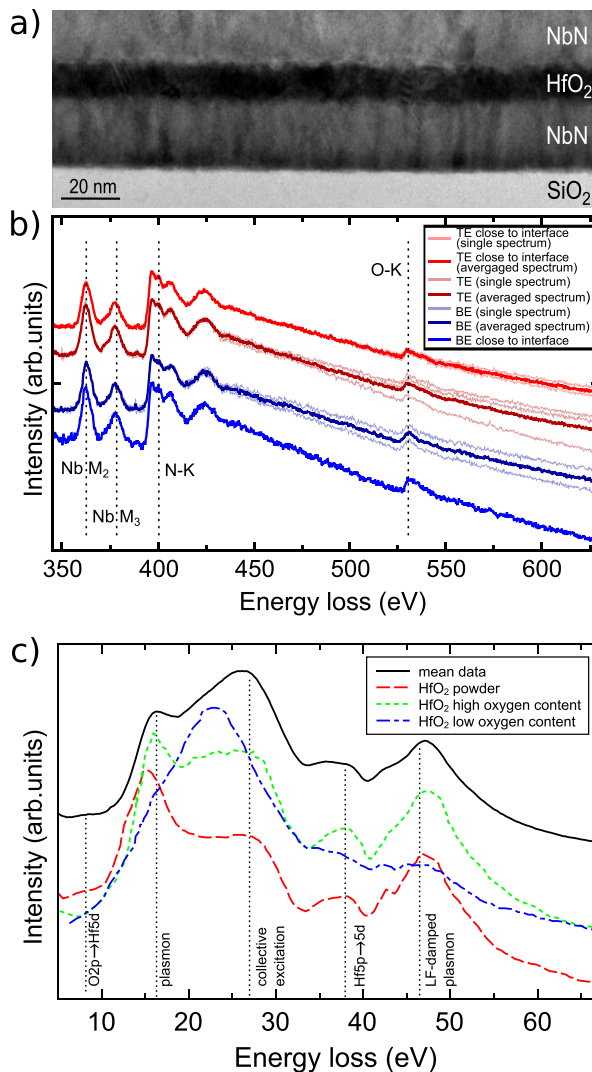 a)
NbN
HfO₂
NbN
SiO₂
20 nm
b)
TE close to interface
(single spectrum)
TE close to interface
(avergaged spectrum)
TE (single spectrum)
TE (averaged spectrum)
BE (single spectrum)
BE (averaged spectrum)
BE close to interface
O-K
Nb M₂
Nb M₃
N-K
Intensity (arb.units)
350 400 450 500 550 600
Energy loss (eV)
c)
mean data
HfO₂ powder
HfO₂ high oxygen content
HfO₂ low oxygen content
Intensity (arb.units)
O2p→Hf5d
plasmon
collective
excitation
Hf5p→5d
LF-damped
plasmon
10 20 30 40 50 60
Energy loss (eV)